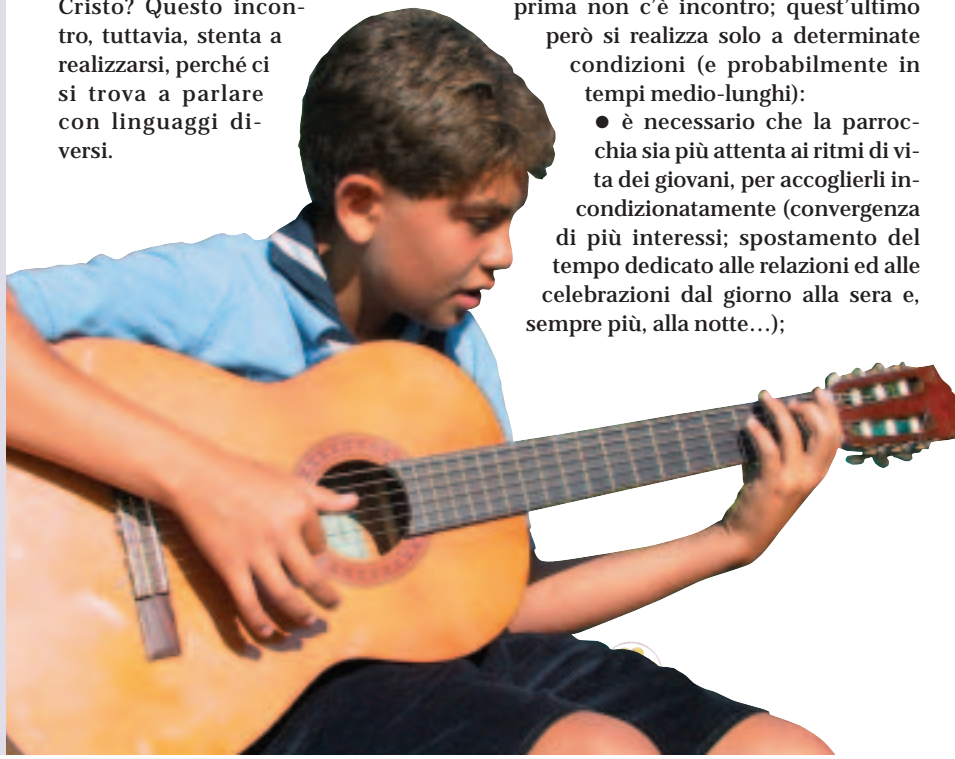 Cristo? Questo incon-
tro, tuttavia, stenta a
realizzarsi, perché ci
si trova a parlare
con linguaggi di-
versi.
prima non c'è incontro; quest'ultimo
però si realizza solo a determinate
condizioni (e probabilmente in
tempi medio-lunghi):
● è necessario che la parroc-
chia sia più attenta ai ritmi di vi-
ta dei giovani, per accoglierli in-
condizionatamente (convergenza
di più interessi; spostamento del
tempo dedicato alle relazioni ed alle
celebrazioni dal giorno alla sera e,
sempre più, alla notte…);